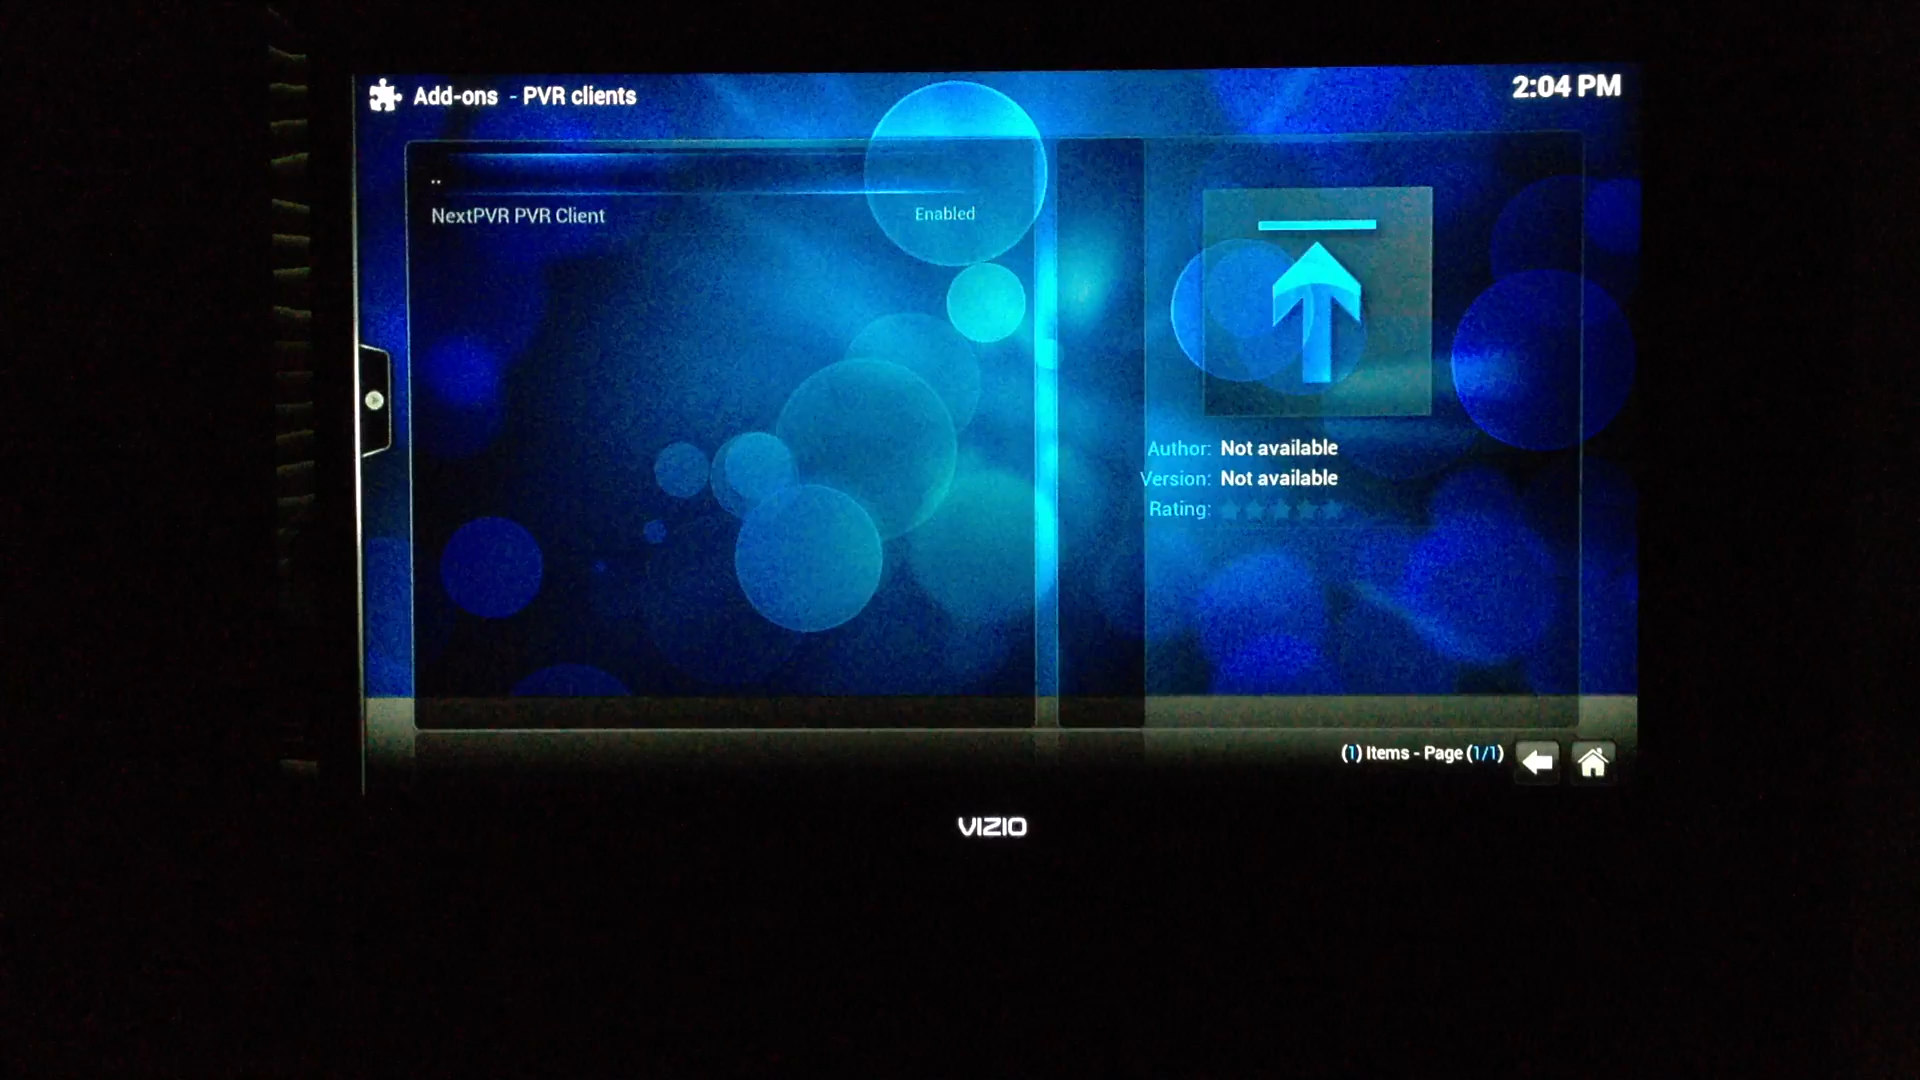 Add-ons - PVR clients
2:04 PM
..
NextPVR PVR Client Enabled
Author: Not available
Version: Not available
Rating:
(1) Items - Page (1/1)
VIZIO